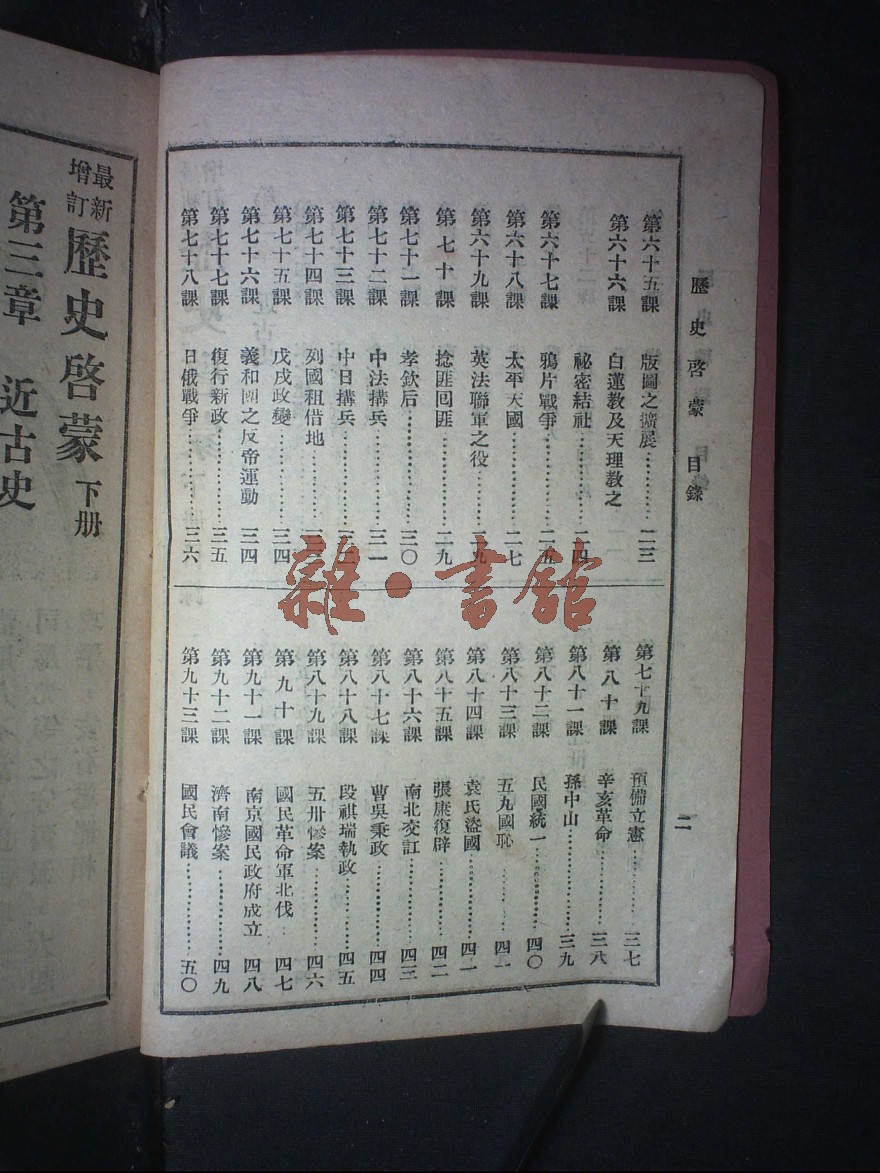 歷史啓蒙 目錄
二
第六十五課 版圖之擴展………二三
第六十六課 白蓮教及天理教之
祕密結社………二四
第六十七課 鴉片戰爭………二五
第六十八課 太平天國………二七
第六十九課 英法聯軍之役………二九
第七十課 捻匪回匪………二九
第七十一課 孝欽后………三〇
第七十二課 中法搆兵………三一
第七十三課 中日搆兵………三二
第七十四課 列國租借地………
第七十五課 戊戌政變………三四
第七十六課 義和團之反帝運動 三四
第七十七課 復行新政………三五
第七十八課 日俄戰爭………三六
第七十九課 預備立憲………三七
第八十課 辛亥革命………三八
第八十一課 孫中山………三九
第八十二課 民國統一………四〇
第八十三課 五九國恥………四一
第八十四課 袁氏盜國………四一
第八十五課 張康復辟………四二
第八十六課 南北交訌………四三
第八十七課 曹吳秉政………四四
第八十八課 段祺瑞執政………四五
第八十九課 五卅慘案………四六
第九十課 國民革命軍北伐…四七
第九十一課 南京國民政府成立 四八
第九十二課 濟南慘案………四九
第九十三課 國民會議………五〇
最新增訂 歷史啓蒙 下册
第三章 近古史
雜·書館